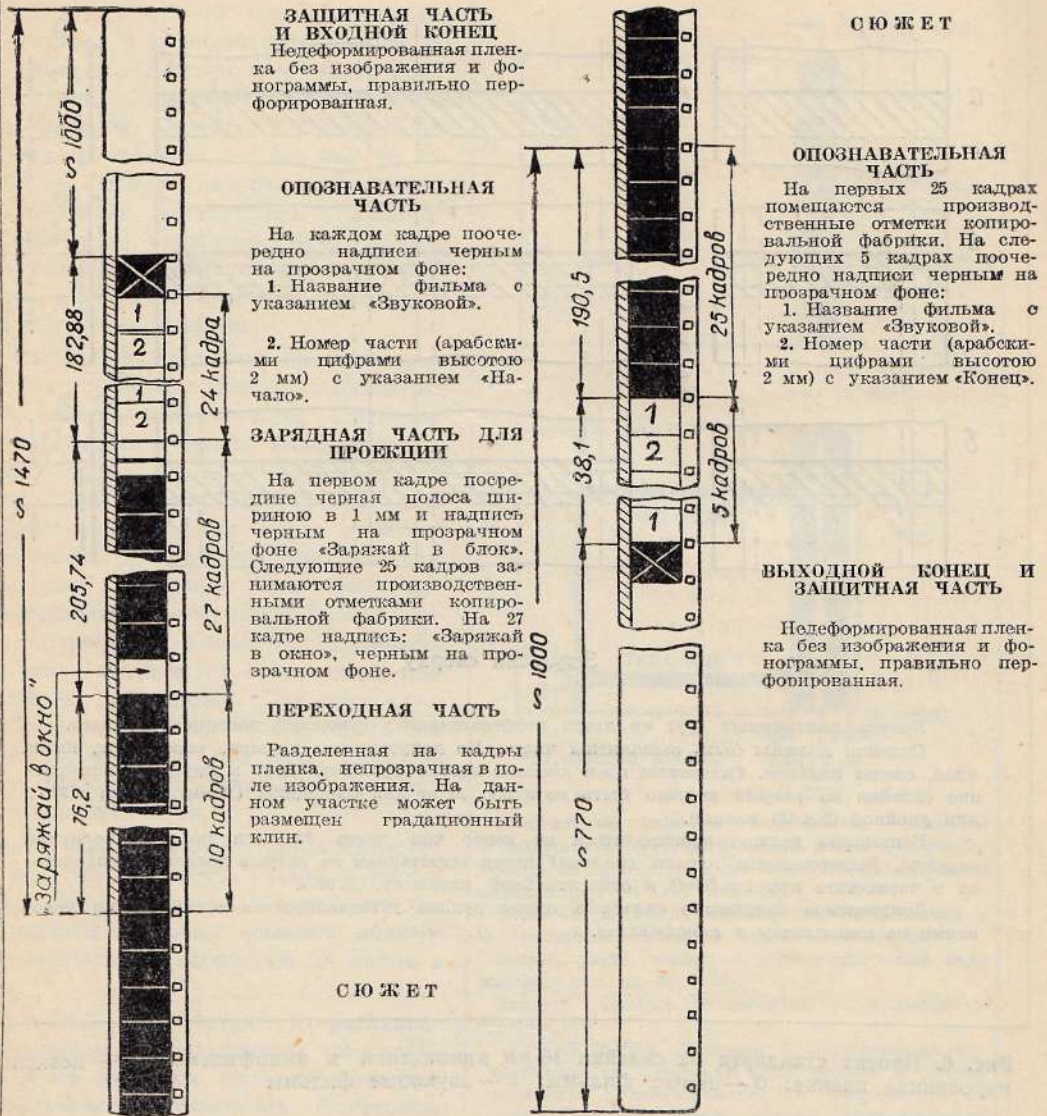 ЗАЩИТНАЯ ЧАСТЬ
И ВХОДНОЙ КОНЕЦ
Недеформированная плен-
ка без изображения и фо-
нограммы, правильно пер-
форированная.
ОПОЗНАВАТЕЛЬНАЯ
ЧАСТЬ
На каждом кадре пооче-
редно надписи черным
на прозрачном фоне:
1. Название фильма с
указанием «Звуковой».
2. Номер части (арабски-
ми цифрами высотою
2 мм) с указанием «На-
чало».
ЗАРЯДНАЯ ЧАСТЬ ДЛЯ
ПРОЕКЦИИ
На первом кадре посре-
дине черная полоса ши-
риною в 1 мм и надпись
черным на прозрачном
фоне «Заряжай в блок».
Следующие 25 кадров за-
нимаются производствен-
ными отметками копиро-
вальной фабрики. На 27
кадре надпись: «Заряжай
в окно», черным на про-
зрачном фоне.
ПЕРЕХОДНАЯ ЧАСТЬ
Разделенная на кадры
пленка, непрозрачная в по-
ле изображения. На дан-
ном участке может быть
размещен градационный
клин.
СЮЖЕТ
S 1470
S 1000
182,88
205,74
76,2
"Заряжай в окно"
1
2
1
2
24 кадра
27 кадров
10 кадров
СЮЖЕТ
ОПОЗНАВАТЕЛЬНАЯ
ЧАСТЬ
На первых 25 кадрах
помещаются производ-
ственные отметки копиро-
вальной фабрики. На сле-
дующих 5 кадрах пооче-
редно надписи черным на
прозрачном фоне:
1. Название фильма с
указанием «Звуковой».
2. Номер части (арабски-
ми цифрами высотою
2 мм) с указанием «Конец».
ВЫХОДНОЙ КОНЕЦ И
ЗАЩИТНАЯ ЧАСТЬ
Недеформированная плен-
ка без изображения и фо-
нограммы, правильно пер-
форированная.
S 1000
190,5
38,1
S 770
1
2
1
25 кадров
5 кадров